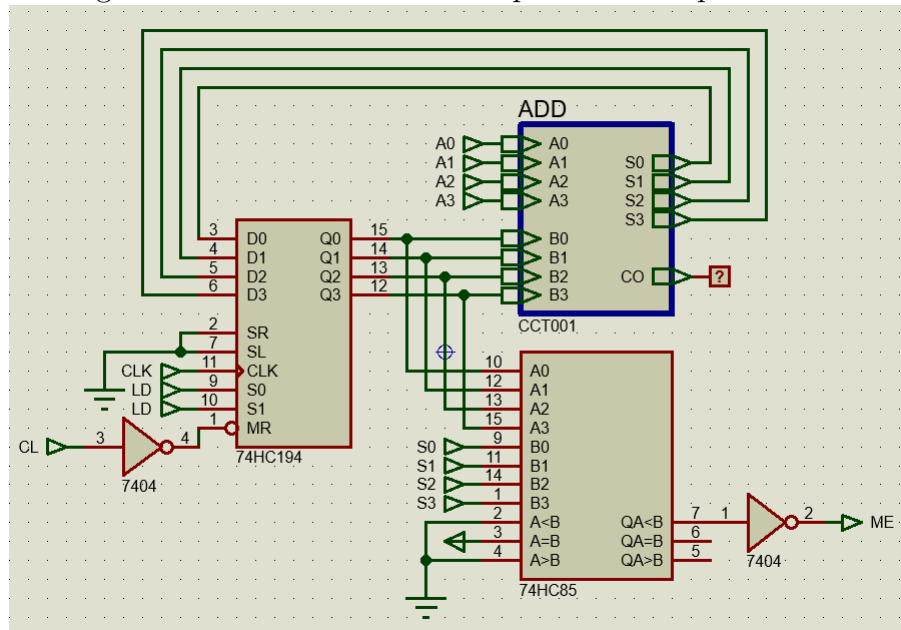 ADD
A0 A0
A1 A1 S0
A2 A2 S1
A3 A3 S2
S3
3 D0 Q0 15 B0
4 D1 Q1 14 B1
5 D2 Q2 13 B2 CO ?
6 D3 Q3 12 B3
CCT001
2 SR
7 SL
CLK 11 CLK 10 A0
LD 9 S0 12 A1
LD 10 S1 13 A2
1 MR 15 A3
CL 3 4 S0 9 B0
74HC194
S1 11 B1
7404 S2 14 B2
S3 1 B3
2 A<B QA<B 7 1 2 ME
3 A=B QA=B 6
4 A>B QA>B 5
7404
74HC85